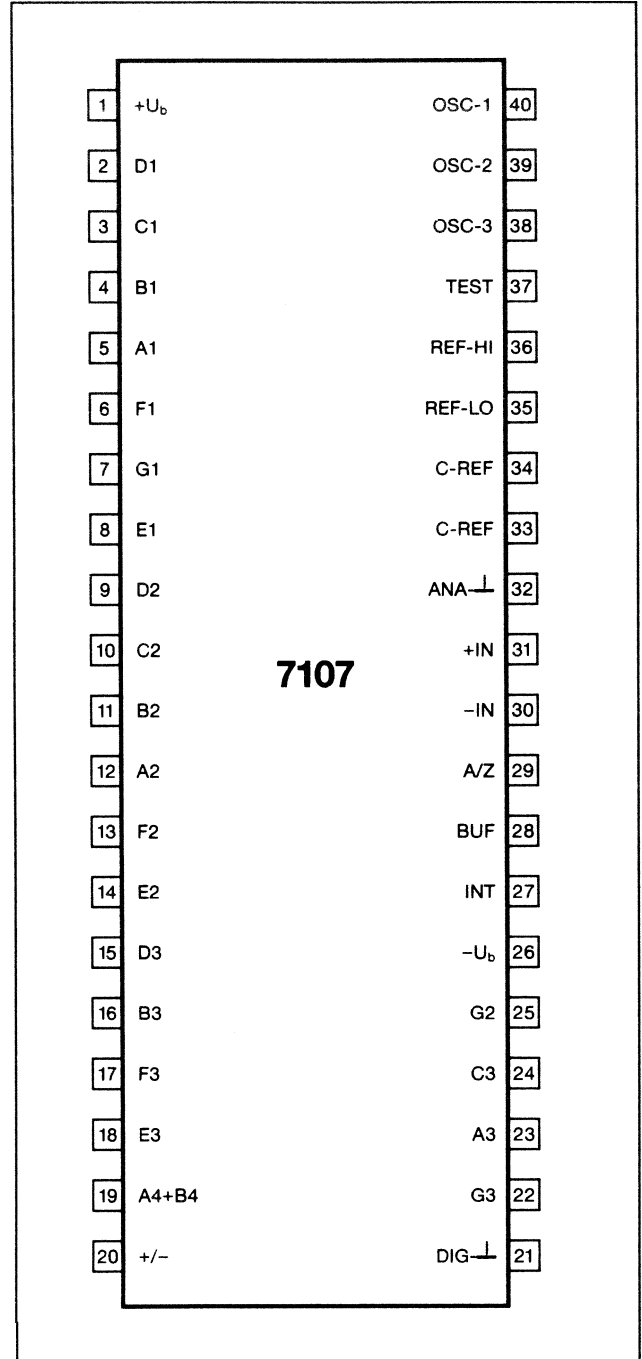 1 +Ub OSC-1 40
2 D1 OSC-2 39
3 C1 OSC-3 38
4 B1 TEST 37
5 A1 REF-HI 36
6 F1 REF-LO 35
7 G1 C-REF 34
8 E1 C-REF 33
9 D2 ANA 32
10 C2 +IN 31
7107
11 B2 −IN 30
12 A2 A/Z 29
13 F2 BUF 28
14 E2 INT 27
15 D3 −Ub 26
16 B3 G2 25
17 F3 C3 24
18 E3 A3 23
19 A4+B4 G3 22
20 +/− DIG 21